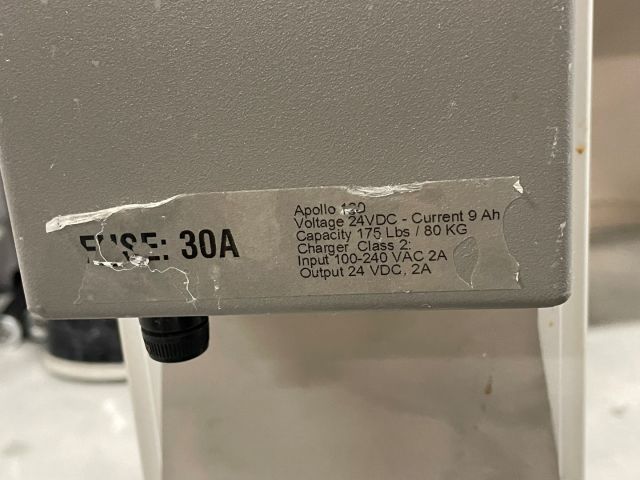 FUSE: 30A
Apollo
Voltage 24VDC - Current 9 Ah
Capacity 175 Lbs / 80 KG
Charger Class 2:
Input 100-240 VAC 2A
Output 24 VDC, 2A